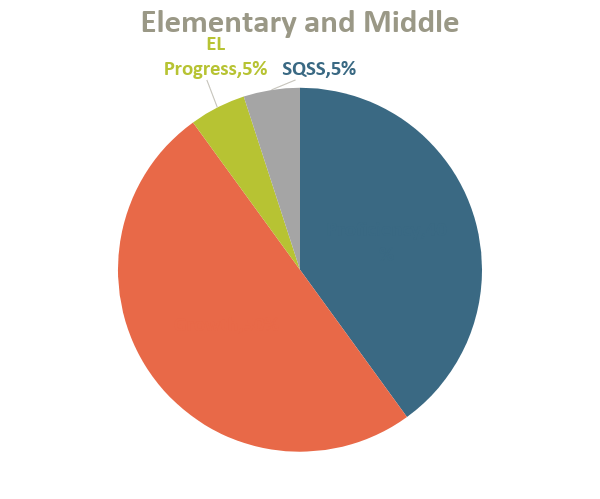 Elementary and Middle
EL
Progress,5%
SQSS,5%